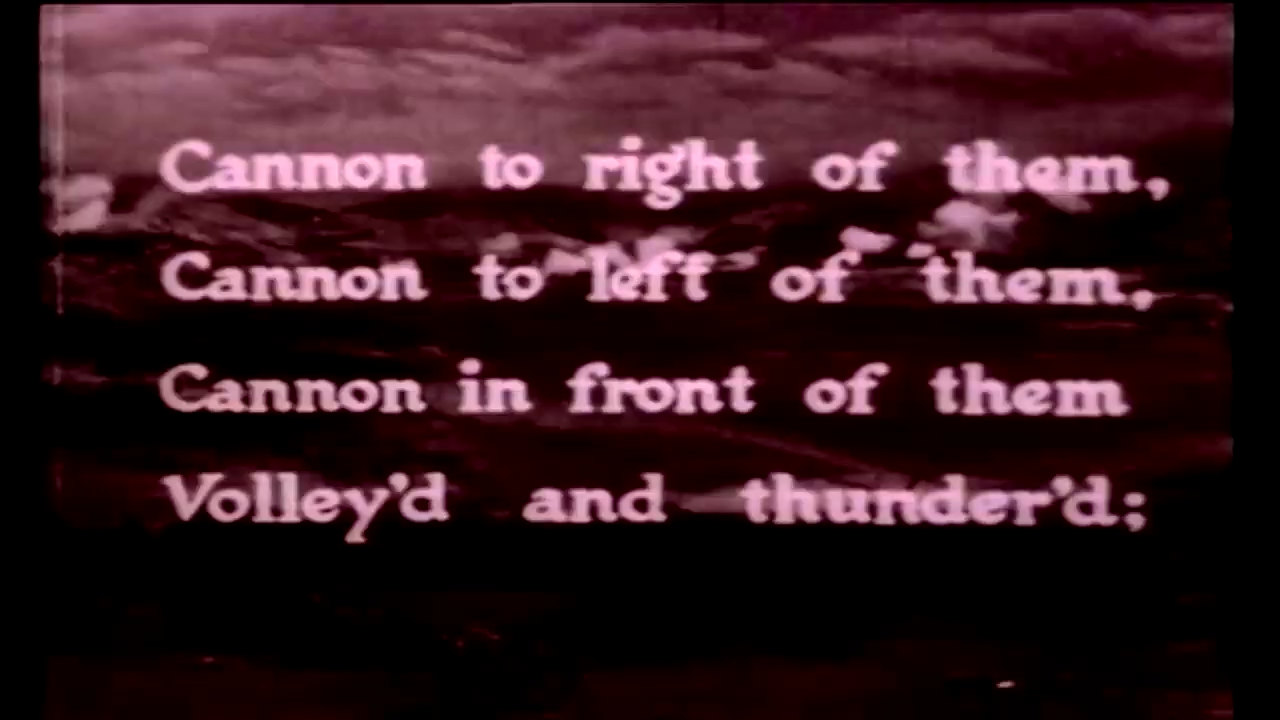 Cannon to right of them,
Cannon to left of them,
Cannon in front of them
Volley'd and thunder'd;